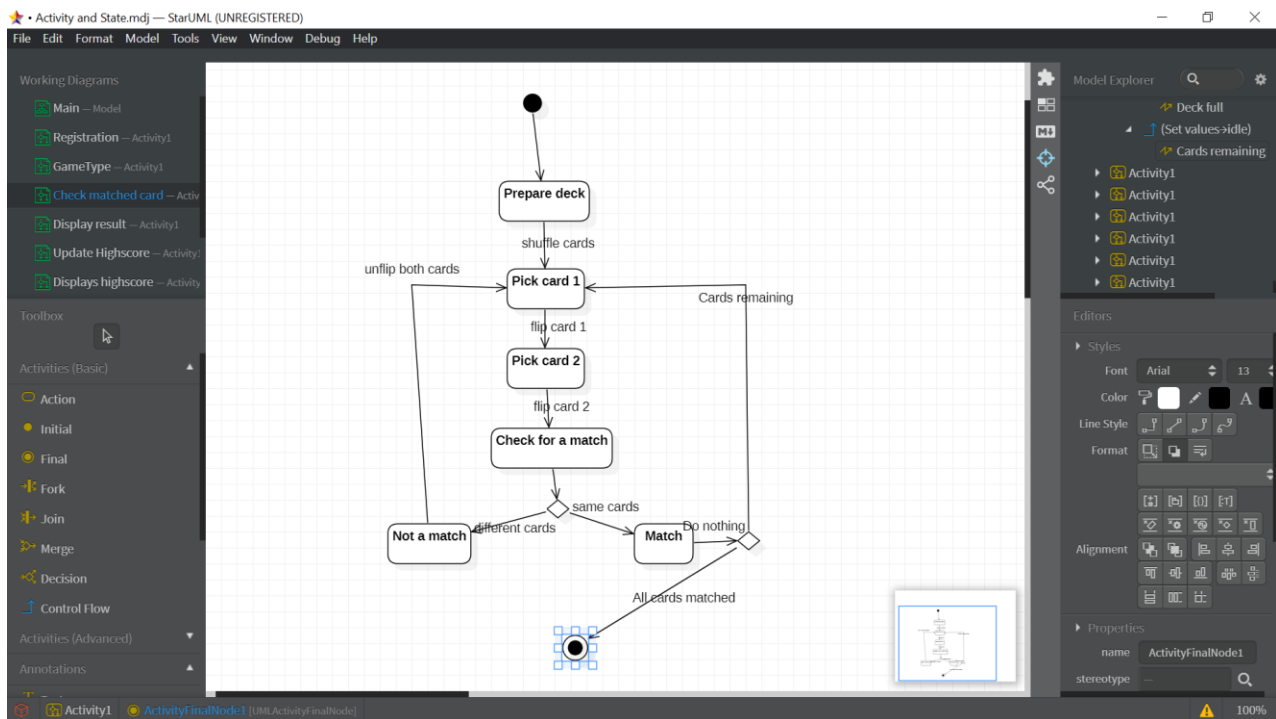 • Activity and State.mdj — StarUML (UNREGISTERED)
File Edit Format Model Tools View Window Debug Help
Working Diagrams
Main — Model
Registration — Activity1
GameType — Activity1
Check matched card — Activ
Display result — Activity1
Update Highscore — Activity
Displays highscore — Activity
Toolbox
Activities (Basic)
Action
Initial
Final
Fork
Join
Merge
Decision
Control Flow
Activities (Advanced)
Annotations
Prepare deck
shuffle cards
unflip both cards
Pick card 1
Cards remaining
flip card 1
Pick card 2
flip card 2
Check for a match
same cards
different cards
Not a match
Match
Do nothing
All cards matched
M
Model Explorer
Deck full
(Set values→idle)
Cards remaining
Activity1
Activity1
Activity1
Activity1
Activity1
Activity1
Editors
Styles
Font Arial 13
Color A
Line Style
Format
Alignment
Properties
name ActivityFinalNode1
stereotype —
Activity1 ActivityFinalNode1 [UMLActivityFinalNode] 100%